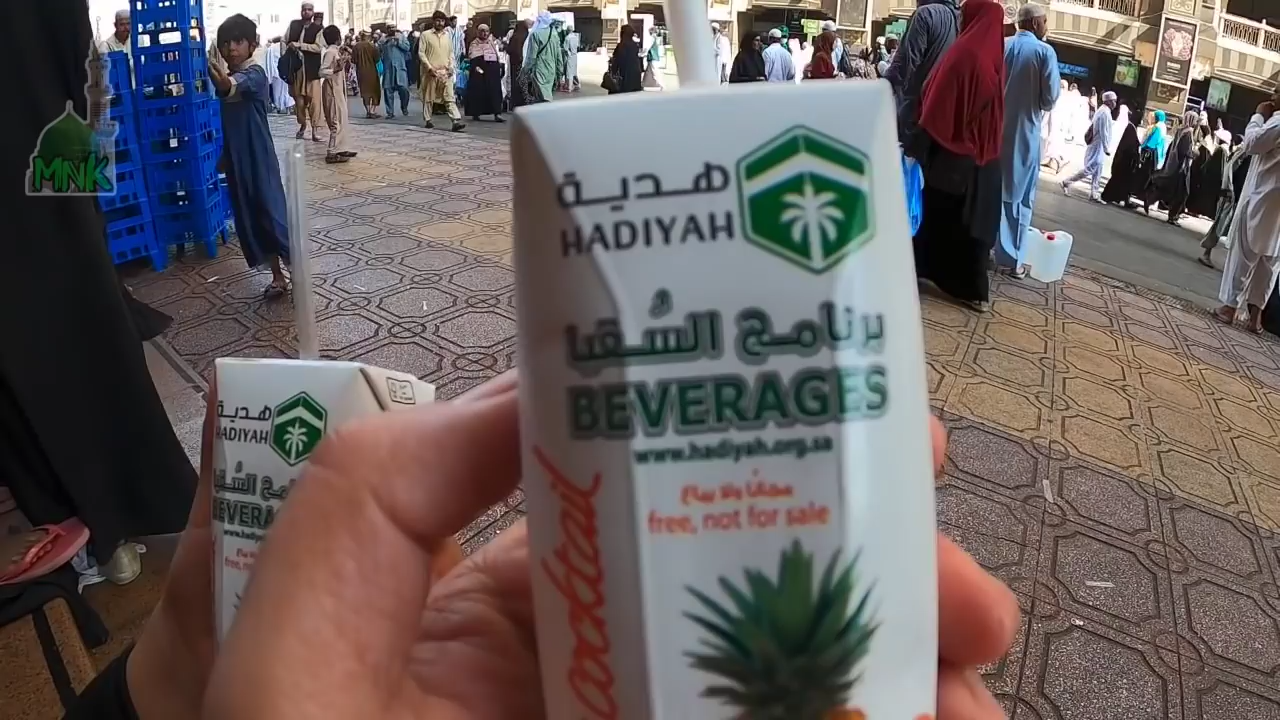 هدية
HADIYAH
برنامج السُّقيا
BEVERAGES
www.hadiyah.org.sa
مجاناً ولا يباع
free, not for sale
cocktail
هدية
HADIYAH
MNK